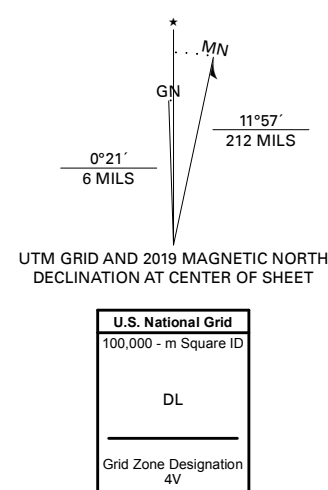 ★
MN
GN
11°57´
212 MILS
0°21´
6 MILS
UTM GRID AND 2019 MAGNETIC NORTH
DECLINATION AT CENTER OF SHEET
U.S. National Grid
100,000 - m Square ID
DL
Grid Zone Designation
4V